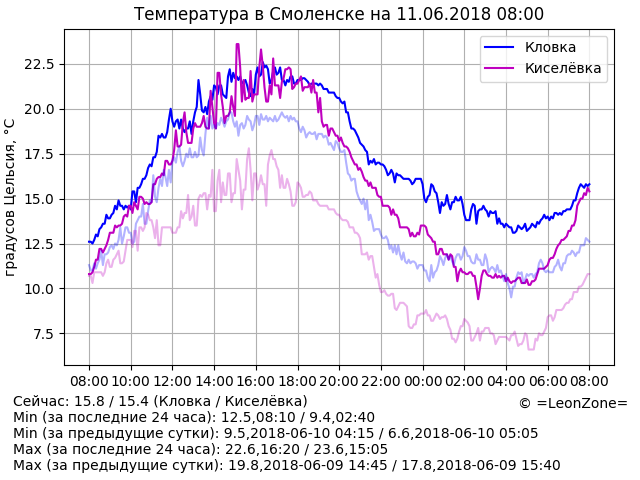 Температура в Смоленске на 11.06.2018 08:00
Кловка
Киселёвка
градусов Цельсия, °C
22.5
20.0
17.5
15.0
12.5
10.0
7.5
08:00 10:00 12:00 14:00 16:00 18:00 20:00 22:00 00:00 02:00 04:00 06:00 08:00
Сейчас: 15.8 / 15.4 (Кловка / Киселёвка)
© =LeonZone=
Min (за последние 24 часа): 12.5,08:10 / 9.4,02:40
Min (за предыдущие сутки): 9.5,2018-06-10 04:15 / 6.6,2018-06-10 05:05
Max (за последние 24 часа): 22.6,16:20 / 23.6,15:05
Max (за предыдущие сутки): 19.8,2018-06-09 14:45 / 17.8,2018-06-09 15:40